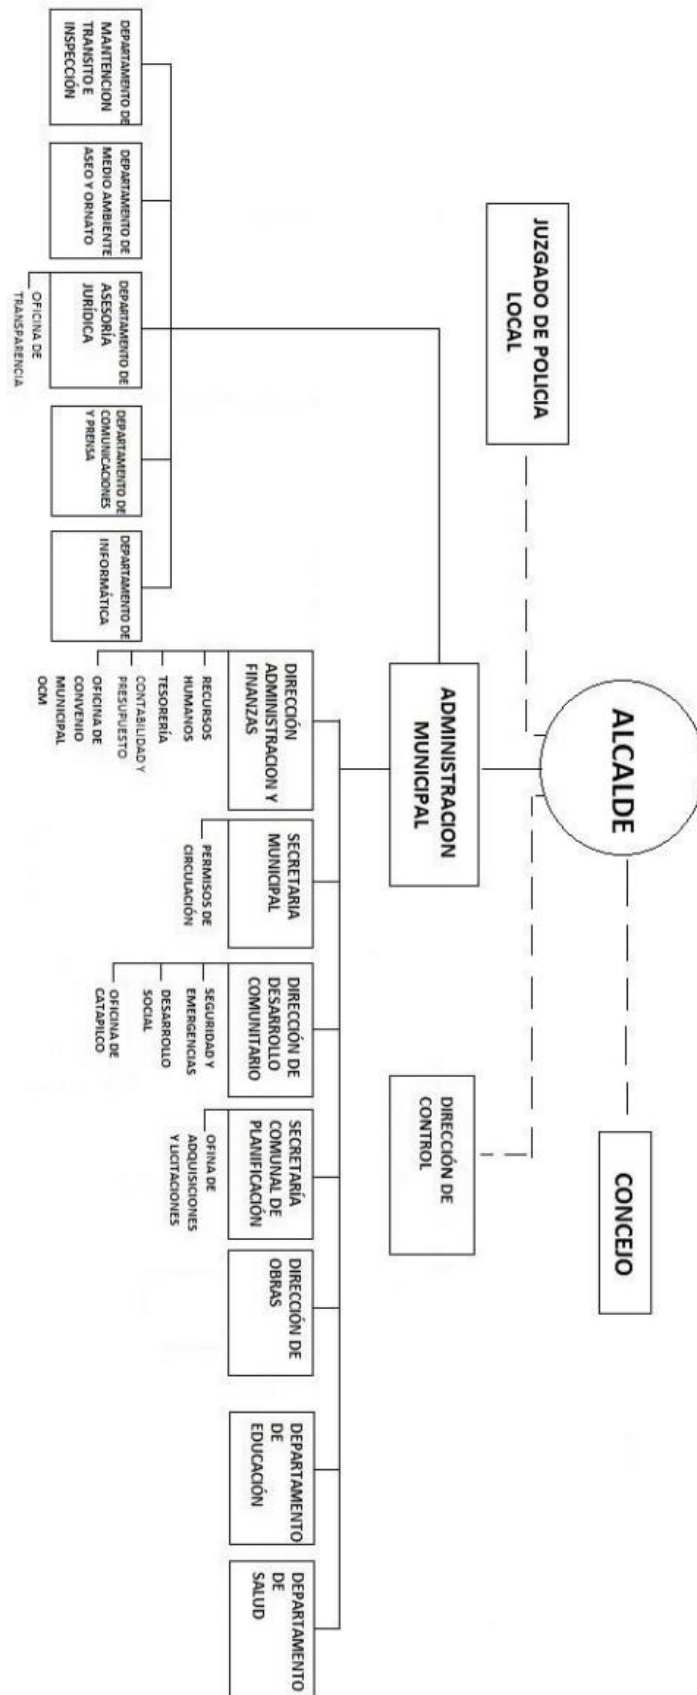 ALCALDE
CONCEJO
JUZGADO DE POLICIA
LOCAL
ADMINISTRACION
MUNICIPAL
DIRECCIÓN DE
CONTROL
DIRECCIÓN
ADMINISTRACION Y
FINANZAS
RECURSOS
HUMANOS
TESORERÍA
CONTABILIDAD Y
PRESUPUESTO
OFICINA DE
CONVENIO
MUNICIPAL
OCM
SECRETARIA
MUNICIPAL
PERMISOS DE
CIRCULACIÓN
DIRECCIÓN DE
DESARROLLO
COMUNITARIO
SEGURIDAD Y
EMERGENCIAS
DESARROLLO
SOCIAL
OFICINA DE
CATAPILCO
SECRETARÍA
COMUNAL DE
PLANIFICACIÓN
OFINA DE
ADQUISICIONES
Y LICITACIONES
DIRECCIÓN DE
OBRAS
DEPARTAMENTO
DE
EDUCACIÓN
DEPARTAMENTO
DE
SALUD
DEPARTAMENTO DE
MANTENCION
TRANSITO E
INSPECCIÓN
DEPARTAMENTO DE
MEDIO AMBIENTE
ASEO Y ORNATO
DEPARTAMENTO DE
ASESORÍA
JURÍDICA
OFICINA DE
TRANSPARENCIA
DEPARTAMENTO DE
COMUNICACIONES
Y PRENSA
DEPARTAMENTO DE
INFORMÁTICA